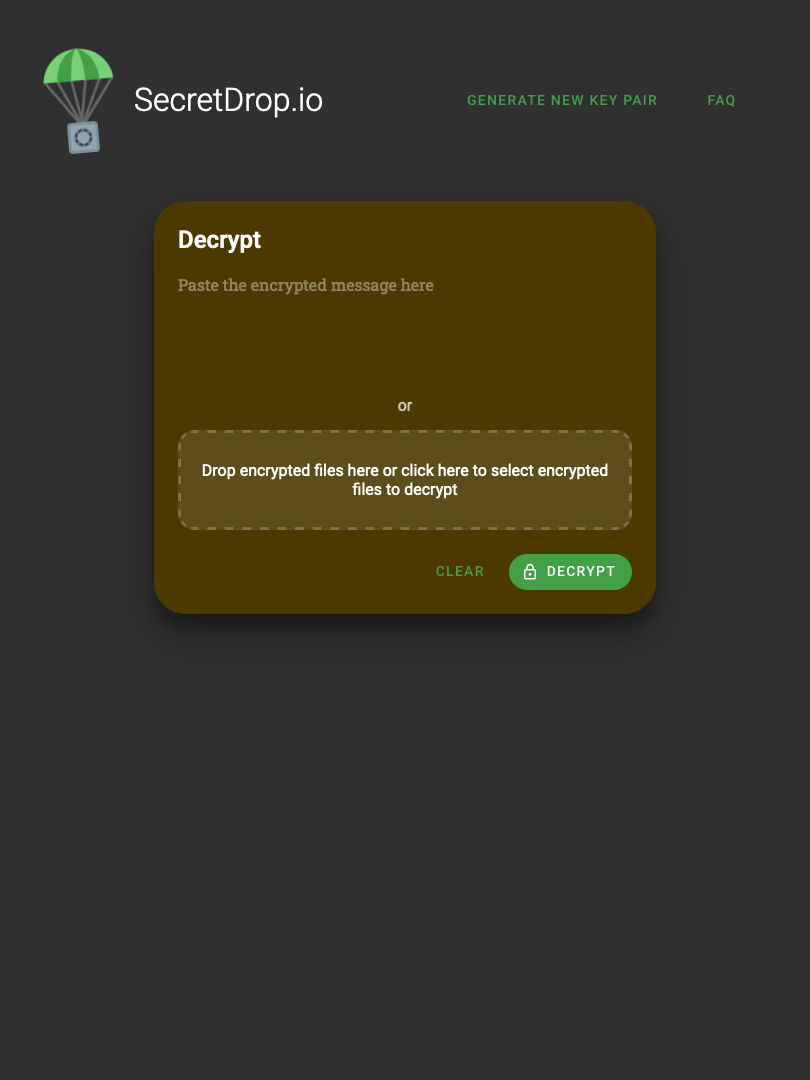 SecretDrop.io
GENERATE NEW KEY PAIR
FAQ
Decrypt
Paste the encrypted message here
or
Drop encrypted files here or click here to select encrypted
files to decrypt
CLEAR
DECRYPT